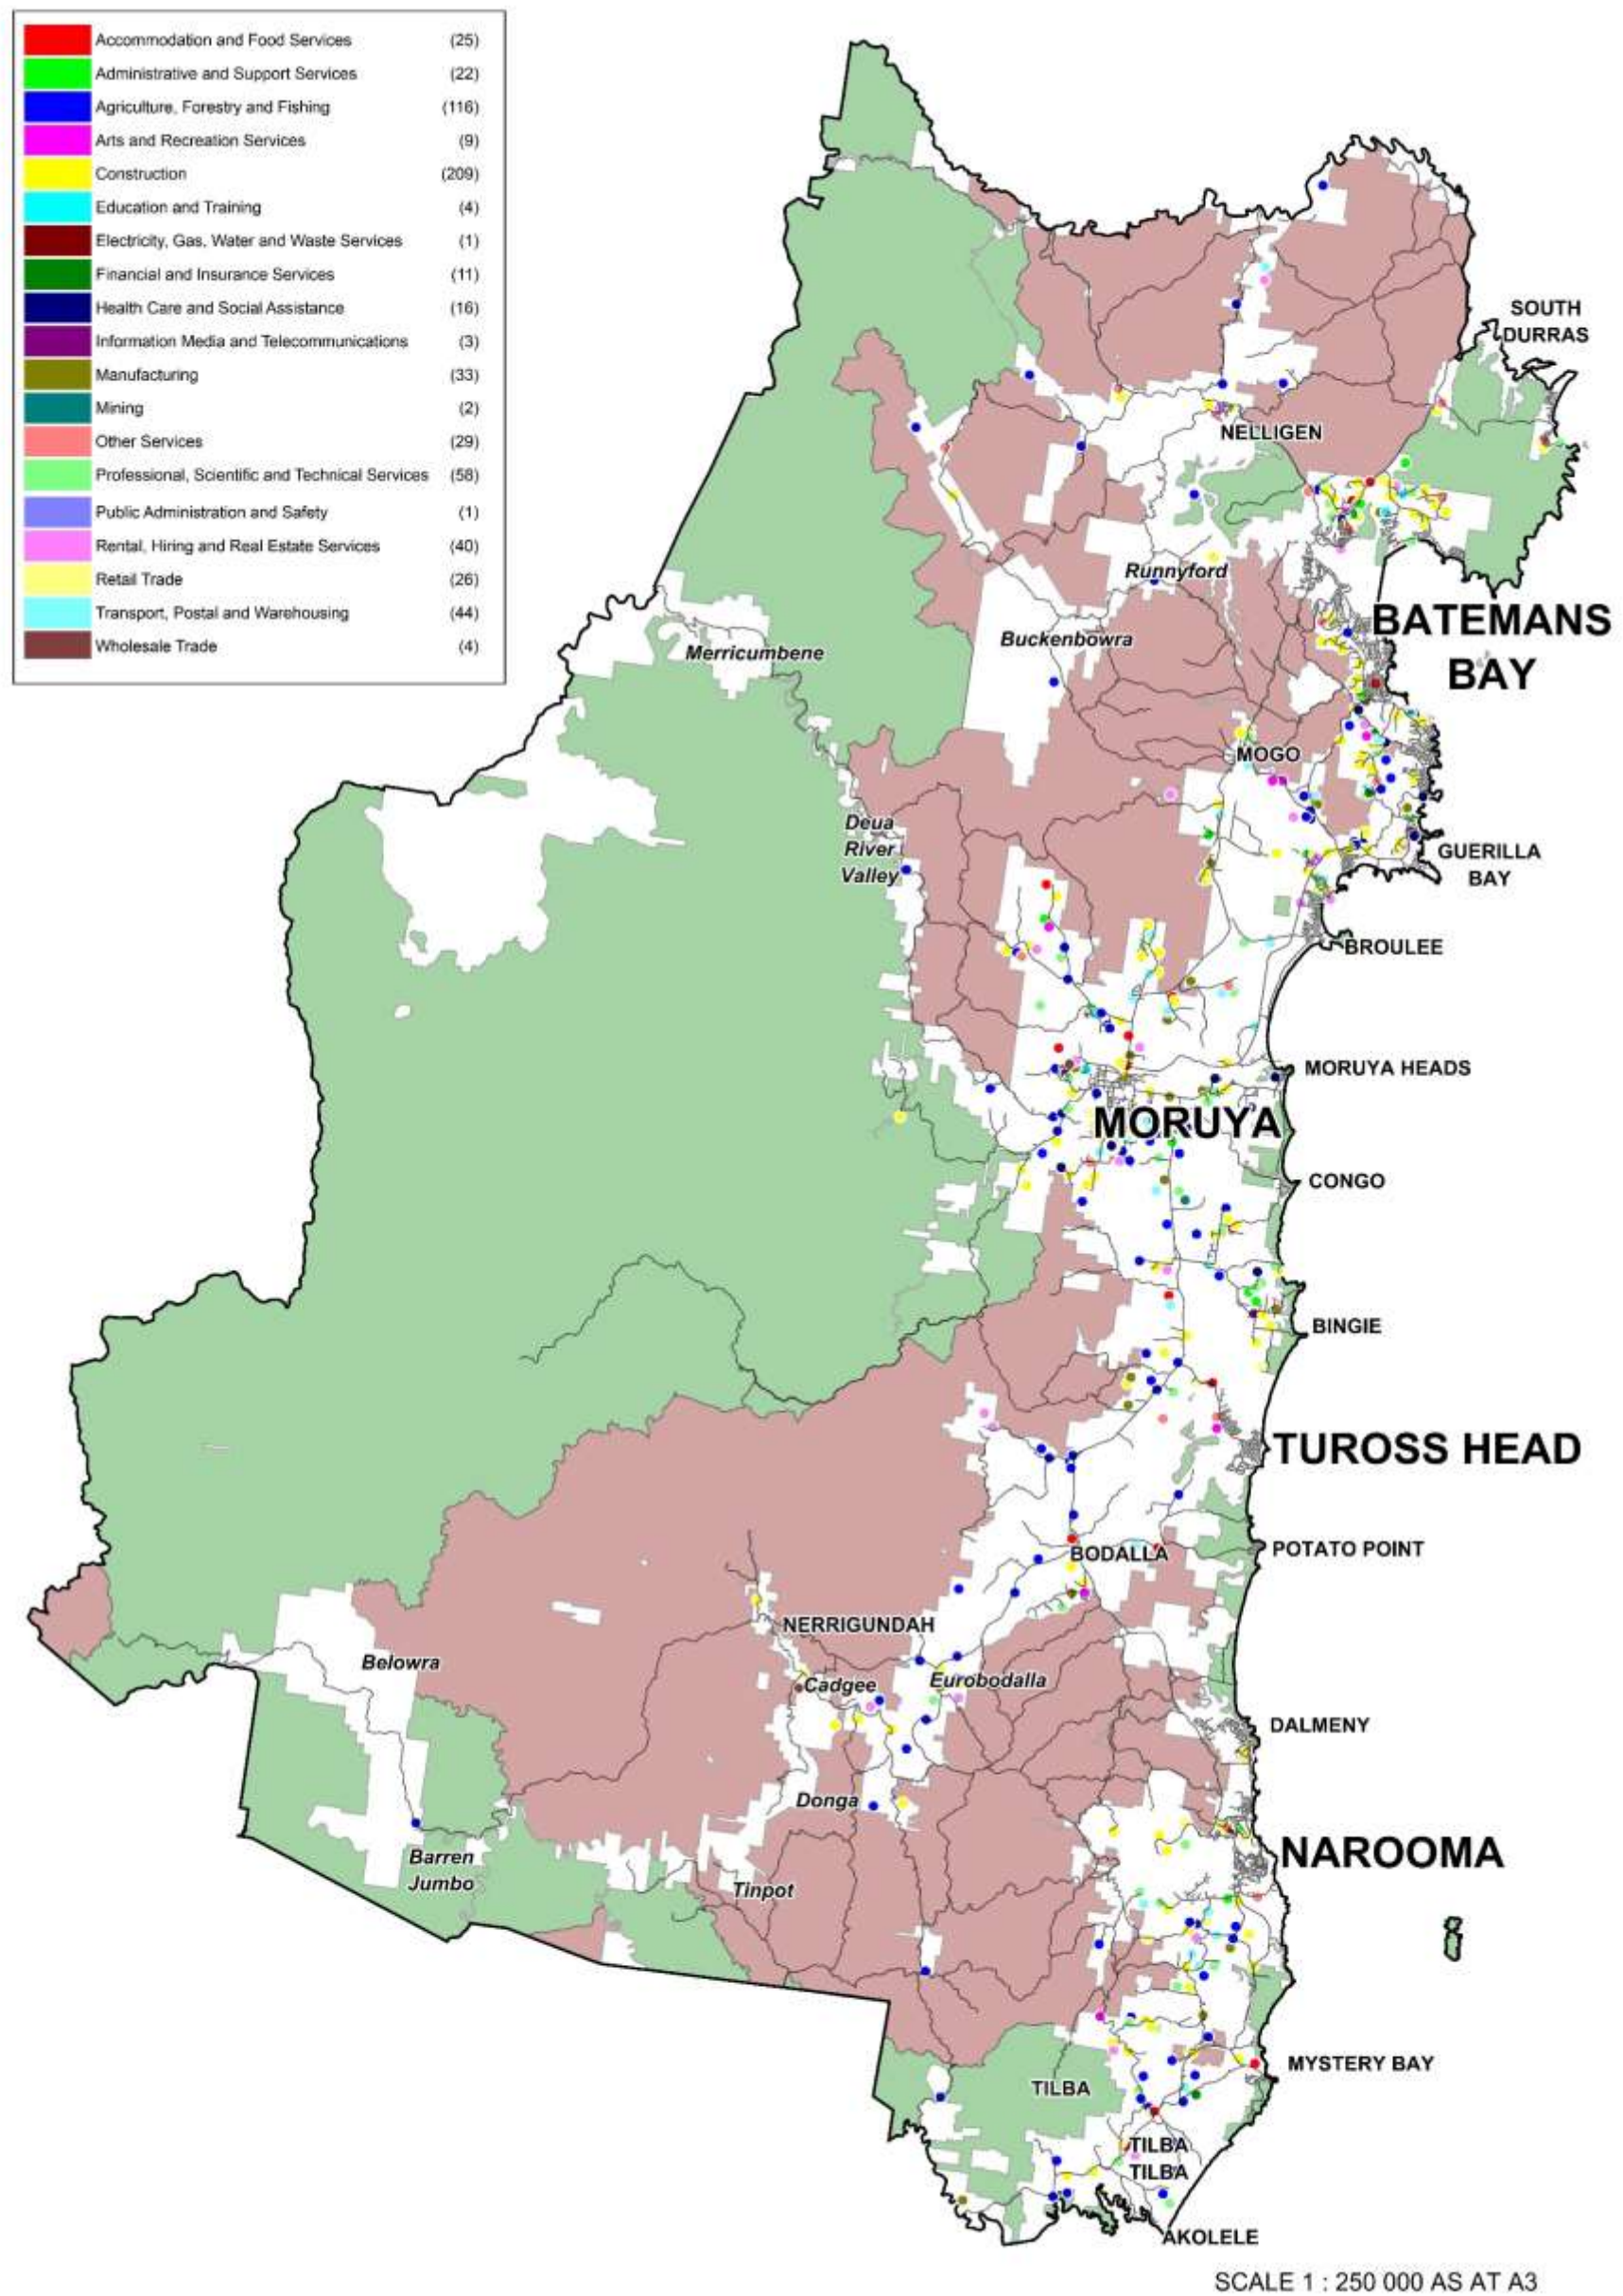 Accommodation and Food Services (25)
Administrative and Support Services (22)
Agriculture, Forestry and Fishing (116)
Arts and Recreation Services (9)
Construction (209)
Education and Training (4)
Electricity, Gas, Water and Waste Services (1)
Financial and Insurance Services (11)
Health Care and Social Assistance (16)
Information Media and Telecommunications (3)
Manufacturing (33)
Mining (2)
Other Services (29)
Professional, Scientific and Technical Services (58)
Public Administration and Safety (1)
Rental, Hiring and Real Estate Services (40)
Retail Trade (26)
Transport, Postal and Warehousing (44)
Wholesale Trade (4)
SOUTH
DURRAS
NELLIGEN
Runnyford
BATEMANS
BAY
Buckenbowra
Merricumbene
MOGO
Deua
River
Valley
GUERILLA
BAY
BROULEE
MORUYA HEADS
MORUYA
CONGO
BINGIE
TUROSS HEAD
BODALLA
POTATO POINT
NERRIGUNDAH
Belowra
Cadgee
Eurobodalla
DALMENY
Donga
NAROOMA
Barren
Jumbo
Tinpot
MYSTERY BAY
TILBA
TILBA
TILBA
AKOLELE
SCALE 1 : 250 000 AS AT A3